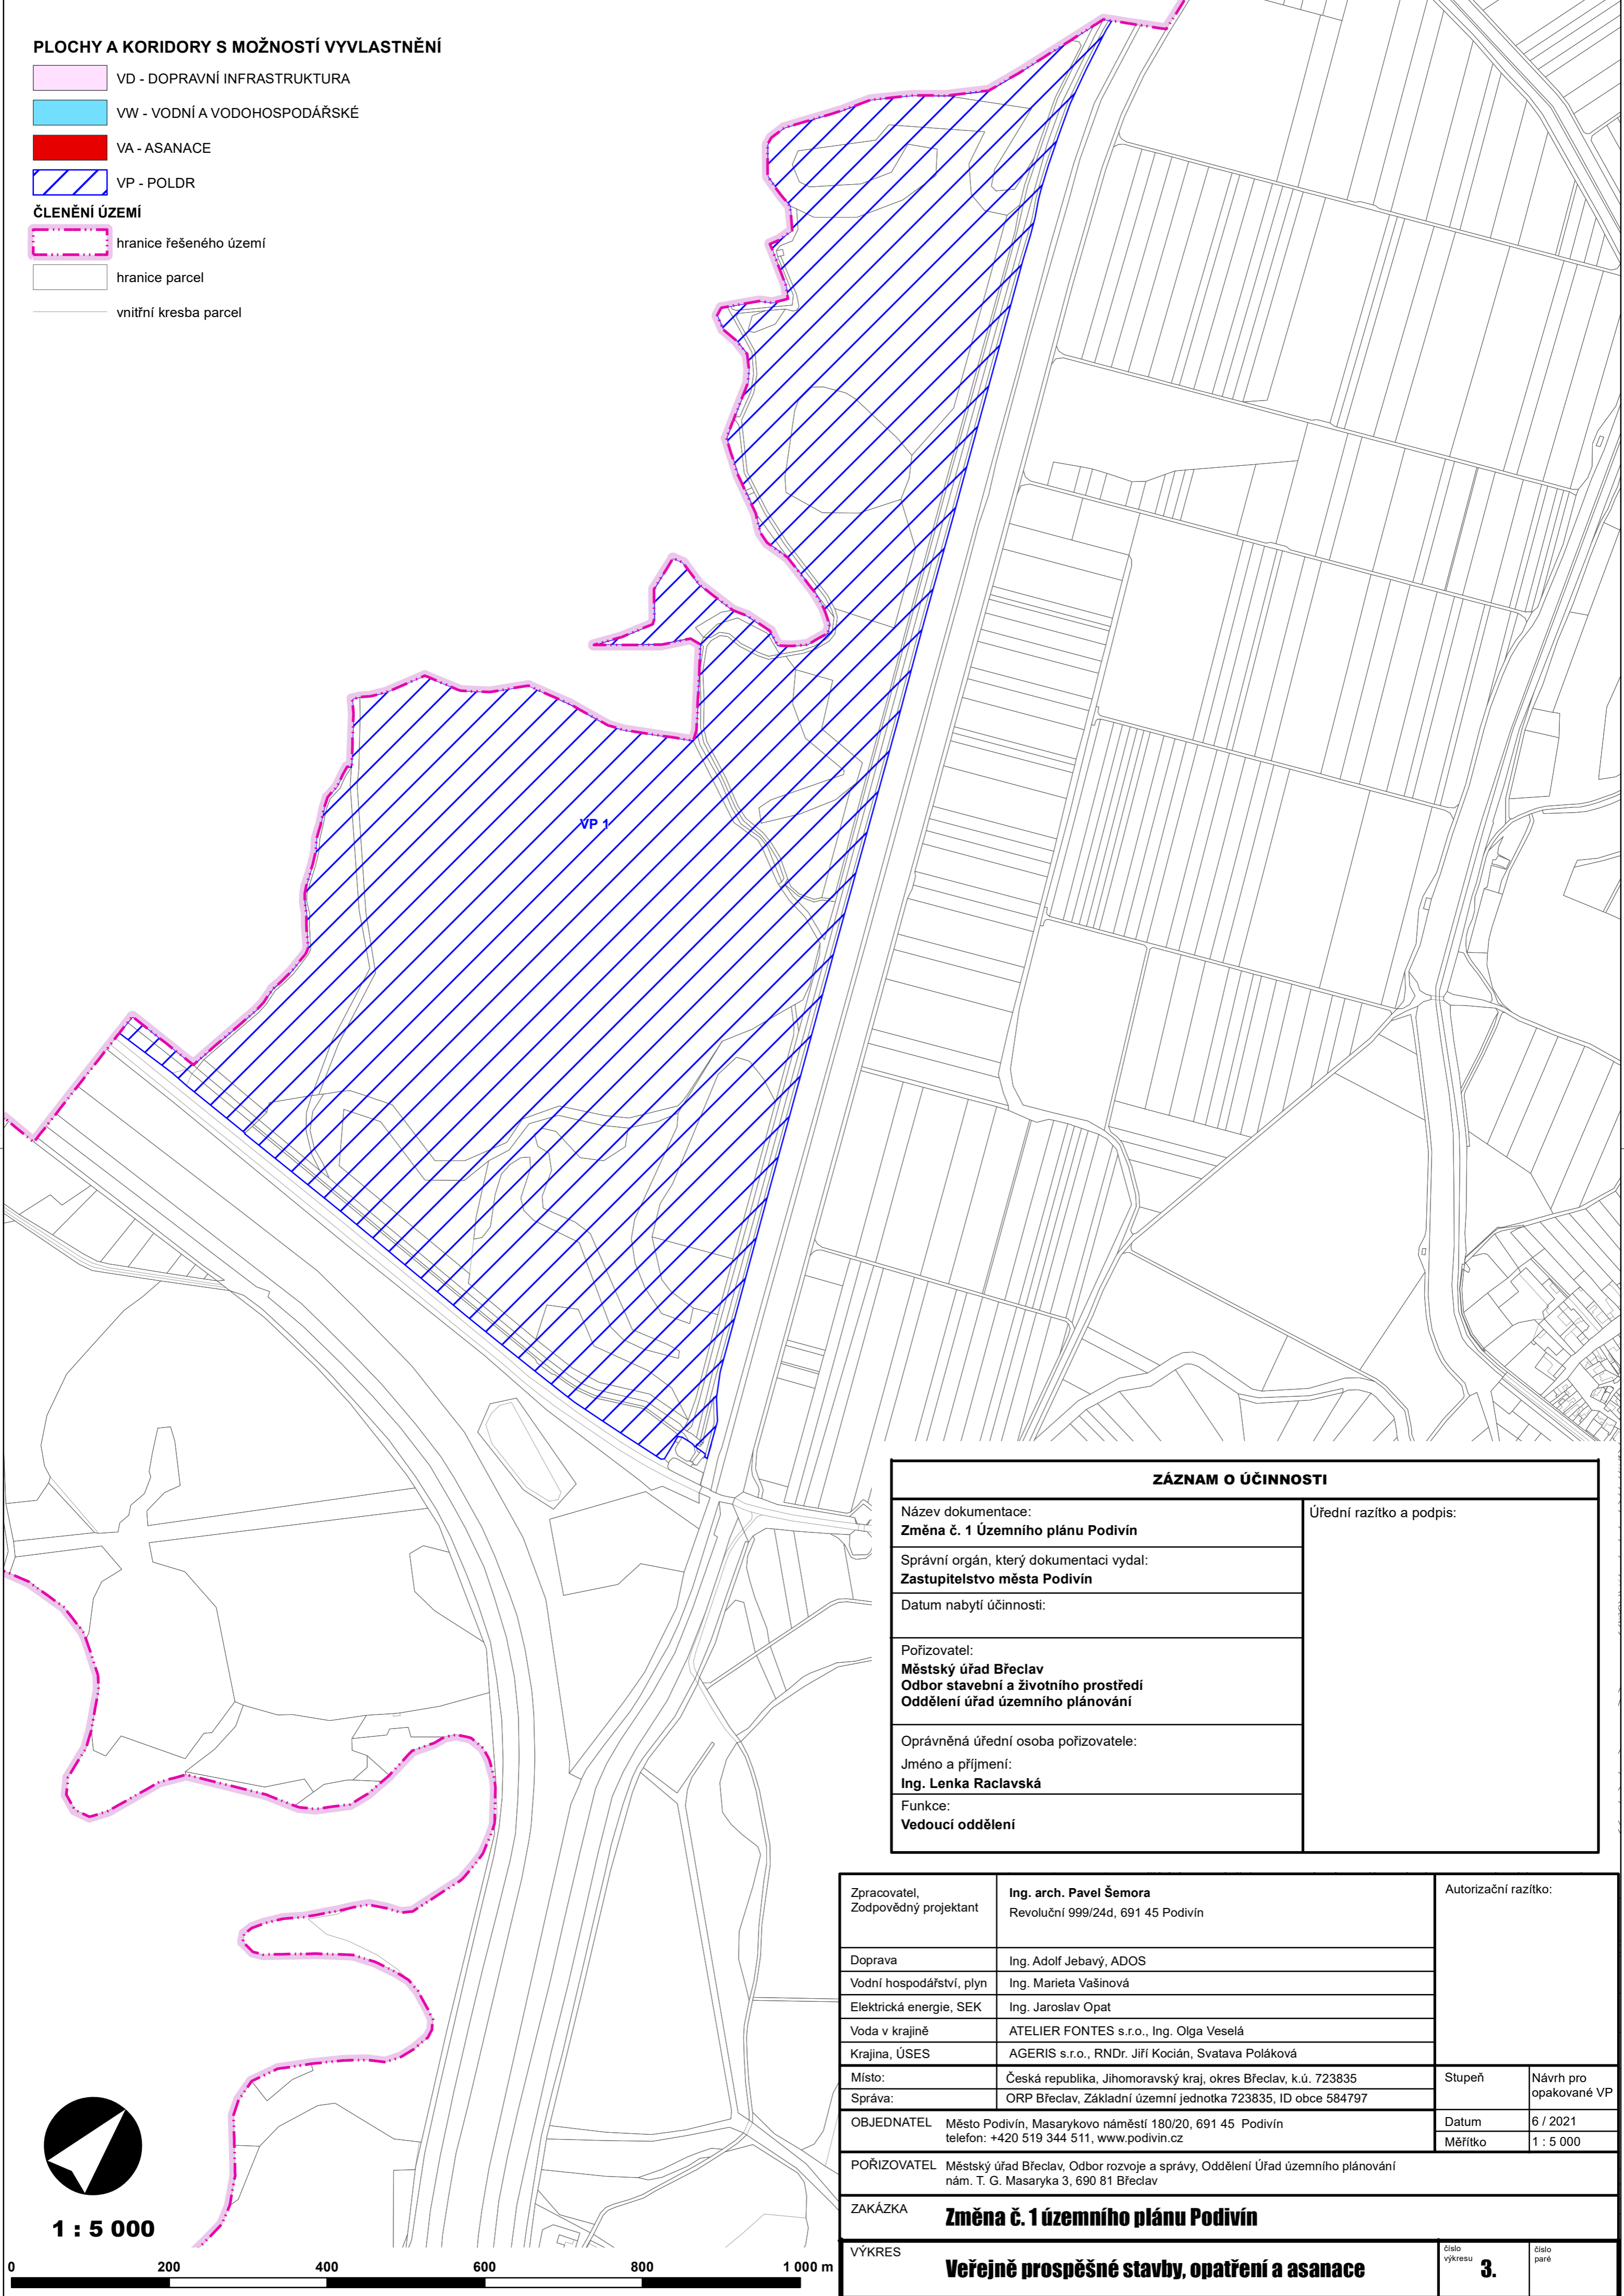 PLOCHY A KORIDORY S MOŽNOSTÍ VYVLASTNĚNÍ
VD - DOPRAVNÍ INFRASTRUKTURA
VW - VODNÍ A VODOHOSPODÁŘSKÉ
VA - ASANACE
VP - POLDR
ČLENĚNÍ ÚZEMÍ
hranice řešeného území
hranice parcel
vnitřní kresba parcel
VP 1
ZÁZNAM O ÚČINNOSTI
Název dokumentace:
Změna č. 1 Územního plánu Podivín
Úřední razítko a podpis:
Správní orgán, který dokumentaci vydal:
Zastupitelstvo města Podivín
Datum nabytí účinnosti:
Pořizovatel:
Městský úřad Břeclav
Odbor stavební a životního prostředí
Oddělení úřad územního plánování
Oprávněná úřední osoba pořizovatele:
Jméno a příjmení:
Ing. Lenka Raclavská
Funkce:
Vedoucí oddělení
Zpracovatel,
Zodpovědný projektant
Ing. arch. Pavel Šemora
Revoluční 999/24d, 691 45 Podivín
Autorizační razítko:
Doprava Ing. Adolf Jebavý, ADOS
Vodní hospodářství, plyn Ing. Marieta Vašinová
Elektrická energie, SEK Ing. Jaroslav Opat
Voda v krajině ATELIER FONTES s.r.o., Ing. Olga Veselá
Krajina, ÚSES AGERIS s.r.o., RNDr. Jiří Kocián, Svatava Poláková
Místo: Česká republika, Jihomoravský kraj, okres Břeclav, k.ú. 723835
Správa: ORP Břeclav, Základní územní jednotka 723835, ID obce 584797
Stupeň Návrh pro
opakované VP
OBJEDNATEL Město Podivín, Masarykovo náměstí 180/20, 691 45 Podivín
telefon: +420 519 344 511, www.podivin.cz
Datum 6 / 2021
Měřítko 1 : 5 000
POŘIZOVATEL Městský úřad Břeclav, Odbor rozvoje a správy, Oddělení Úřad územního plánování
nám. T. G. Masaryka 3, 690 81 Břeclav
ZAKÁZKA Změna č. 1 územního plánu Podivín
VÝKRES Veřejně prospěšné stavby, opatření a asanace
číslo
výkresu 3.
číslo
paré
1 : 5 000
0 200 400 600 800 1 000 m